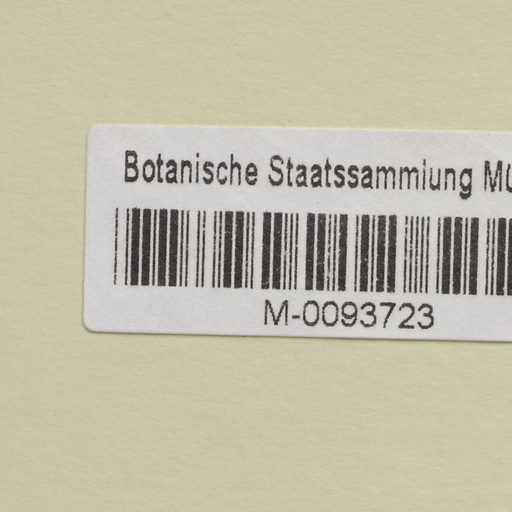 Botanische Staatssammlung MÜ
M-0093723